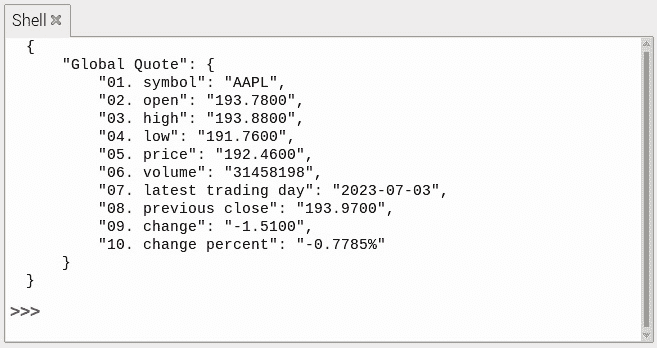 Shell
{
"Global Quote": {
"01. symbol": "AAPL",
"02. open": "193.7800",
"03. high": "193.8800",
"04. low": "191.7600",
"05. price": "192.4600",
"06. volume": "31458198",
"07. latest trading day": "2023-07-03",
"08. previous close": "193.9700",
"09. change": "-1.5100",
"10. change percent": "-0.7785%"
}
}
>>>